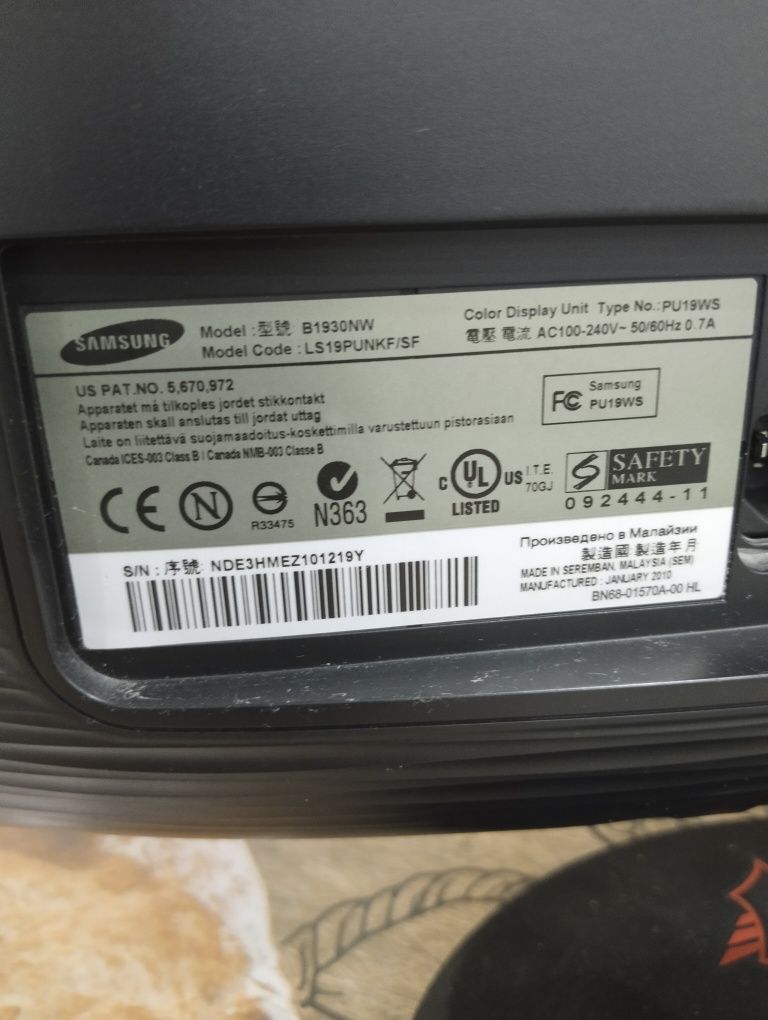 SAMSUNG
Model : 型號 B1930NW
Model Code : LS19PUNKF/SF
Color Display Unit Type No.: PU19WS
電壓 電流 AC100-240V~ 50/60Hz 0.7A
US PAT.NO. 5,670,972
Apparatet må tilkoples jordet stikkontakt
Apparaten skall anslutas till jordat uttag
Laite on liitettävä suojamaadoitus-koskettimilla varustettuun pistorasiaan
Canada ICES-003 Class B / Canada NMB-003 Classe B
FC
Samsung
PU19WS
CE
N
R33475
N363
C UL US
LISTED
I.T.E.
70GJ
S
SAFETY
MARK
092444-11
S/N : 序號: NDE3HMEZ101219Y
Произведено в Малайзии
製造國 製造年月
MADE IN SEREMBAN, MALAYSIA (SEM)
MANUFACTURED : JANUARY 2010
BN68-01570A-00 HL